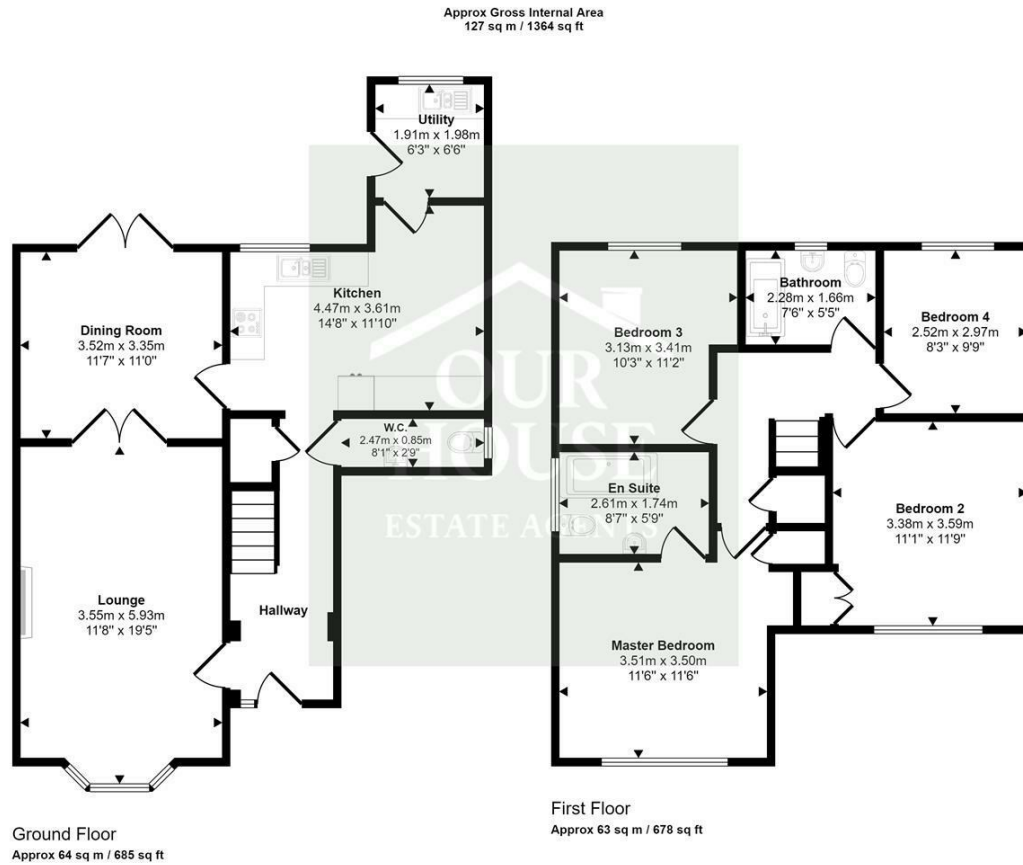 Approx Gross Internal Area
127 sq m / 1364 sq ft
Utility
1.91m x 1.98m
6'3" x 6'6"
Kitchen
4.47m x 3.61m
14'8" x 11'10"
Dining Room
3.52m x 3.35m
11'7" x 11'0"
W.C.
2.47m x 0.85m
8'1" x 2'9"
Lounge
3.55m x 5.93m
11'8" x 19'5"
Hallway
Ground Floor
Approx 64 sq m / 685 sq ft
Bedroom 3
3.13m x 3.41m
10'3" x 11'2"
Bathroom
2.28m x 1.66m
7'6" x 5'5"
Bedroom 4
2.52m x 2.97m
8'3" x 9'9"
En Suite
2.61m x 1.74m
8'7" x 5'9"
Bedroom 2
3.38m x 3.59m
11'1" x 11'9"
Master Bedroom
3.51m x 3.50m
11'6" x 11'6"
First Floor
Approx 63 sq m / 678 sq ft
OUR
HOUSE
ESTATE AGENTS